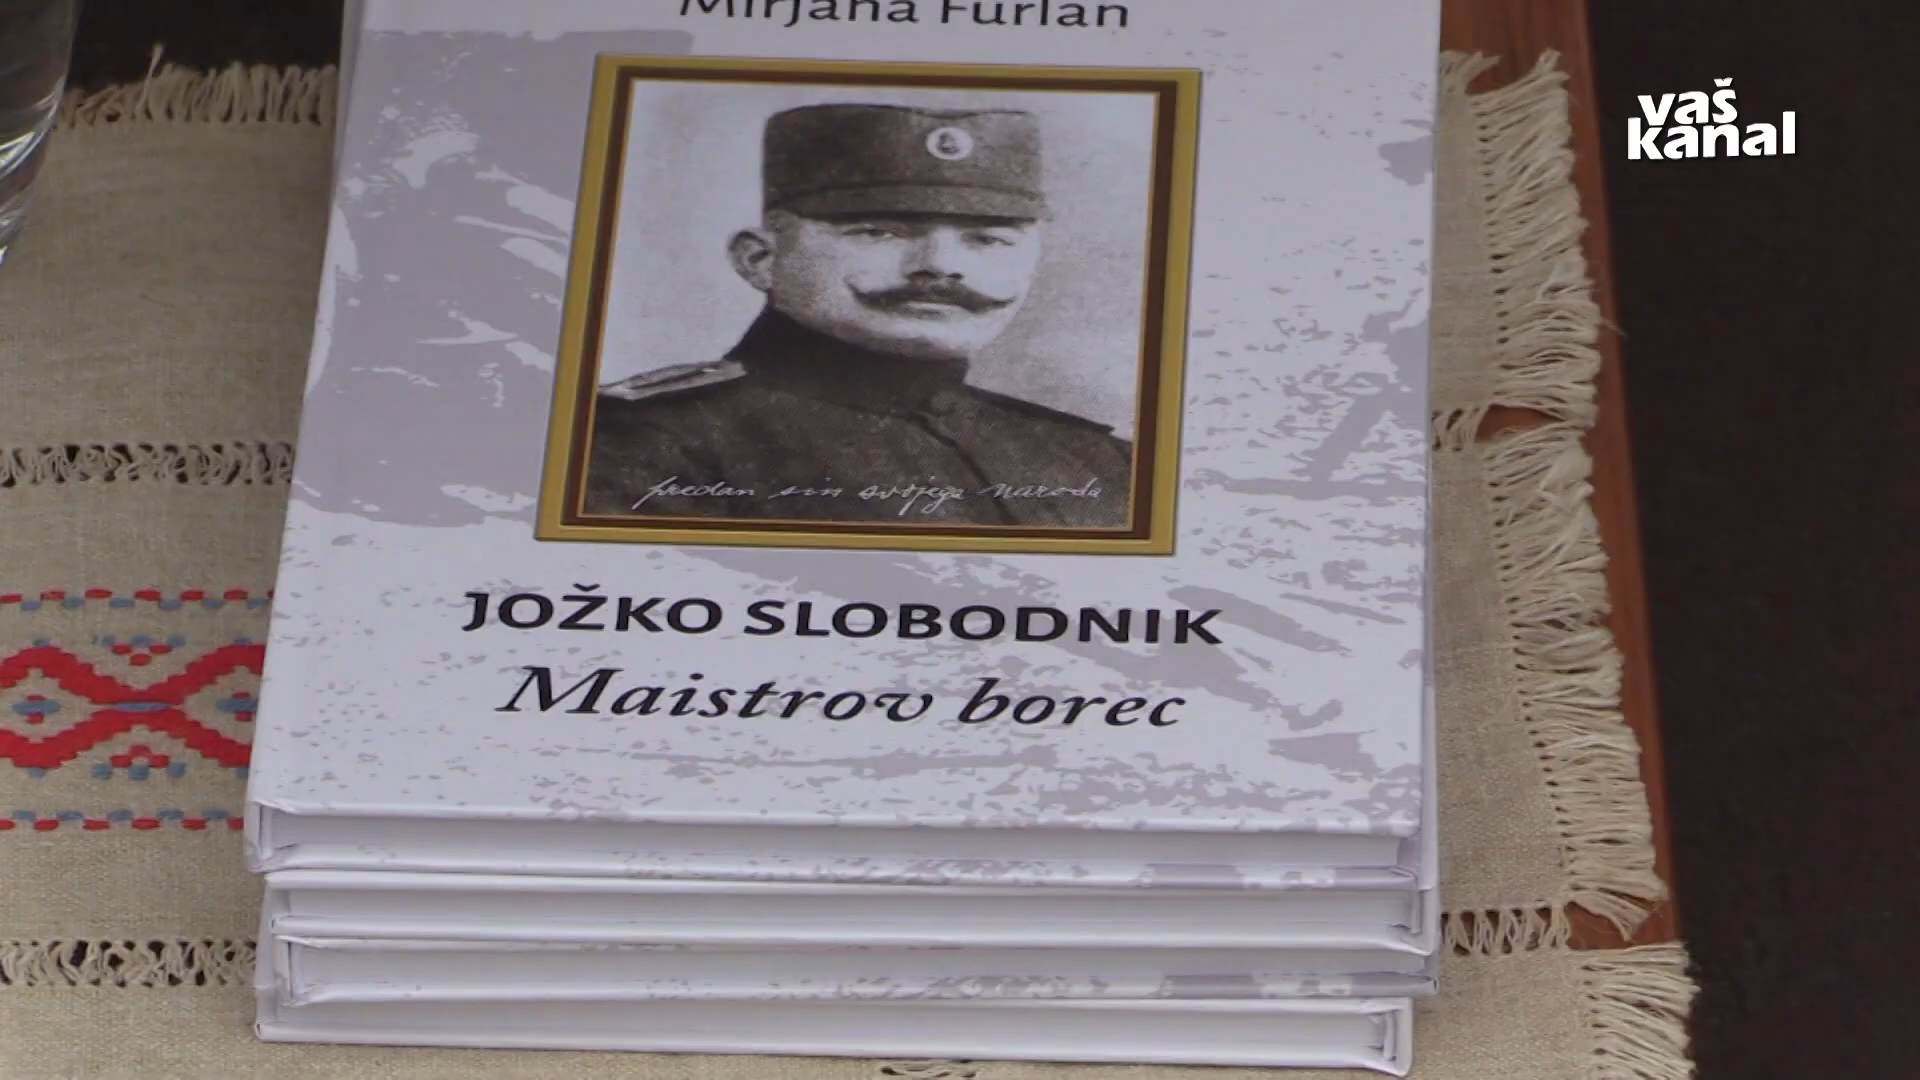 Mirjana Furlan
vaš
kanal
predan sin svojega naroda
JOŽKO SLOBODNIK
Maistrov borec